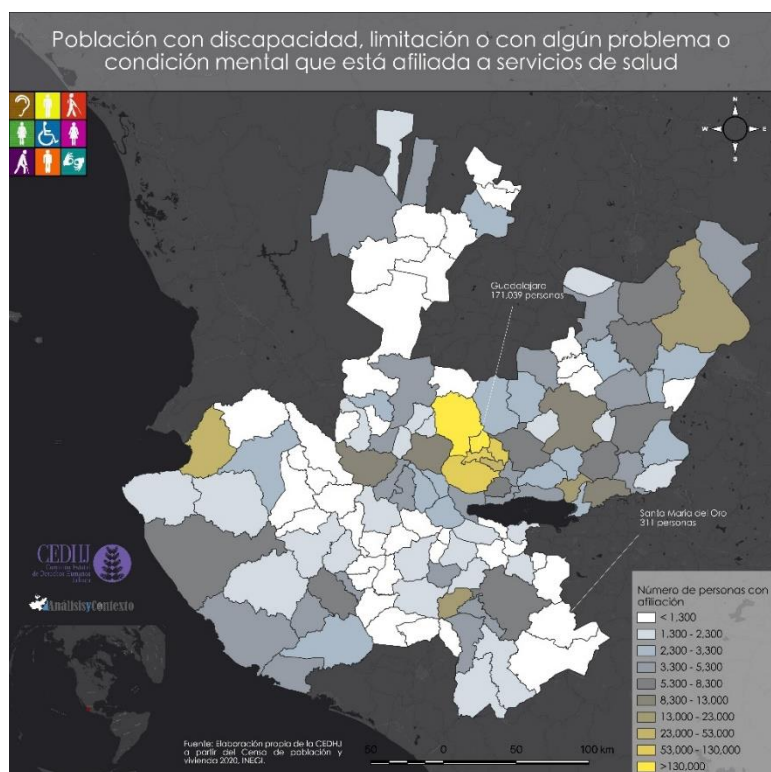 Población con discapacidad, limitación o con algún problema o
condición mental que está afiliada a servicios de salud
N
W
E
S
Guadalajara
171,039 personas
Santa María del Oro
311 personas
CEDHJ
AnálisisyContexto
Número de personas con
afiliación
< 1,300
1,300 - 2,300
2,300 - 3,300
3,300 - 5,300
5,300 - 8,300
8,300 - 13,000
13,000 - 23,000
23,000 - 53,000
53,000 - 130,000
>130,000
Fuente: Elaboración propia de la CEDHJ
a partir del Censo de población y
vivienda 2020, INEGI.
50 0 50 100 km